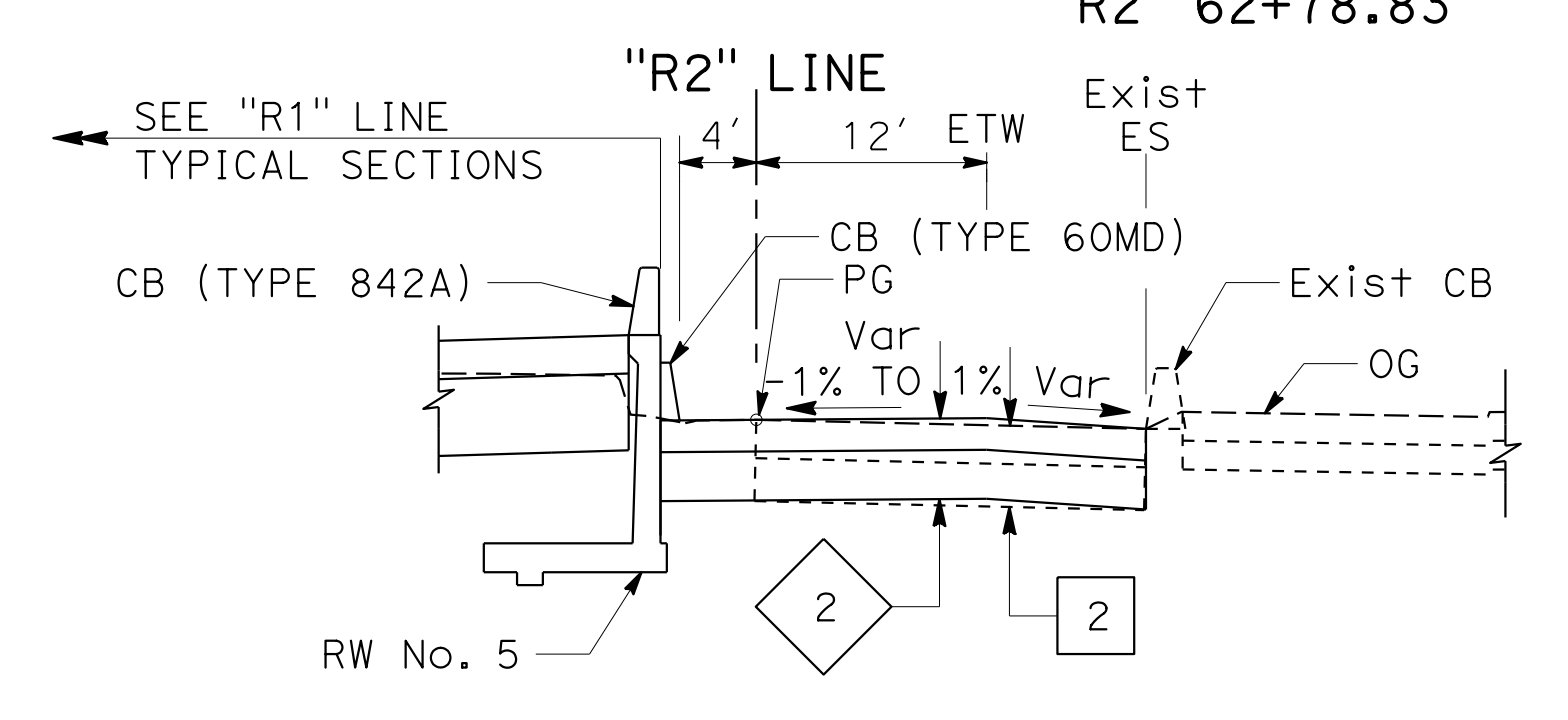 R2 62+78.83
"R2" LINE
SEE "R1" LINE
TYPICAL SECTIONS
4'
12'
ETW
Exist
ES
CB (TYPE 60MD)
CB (TYPE 842A)
PG
Exist CB
Var
-1% TO 1%
Var
OG
2
2
RW No. 5